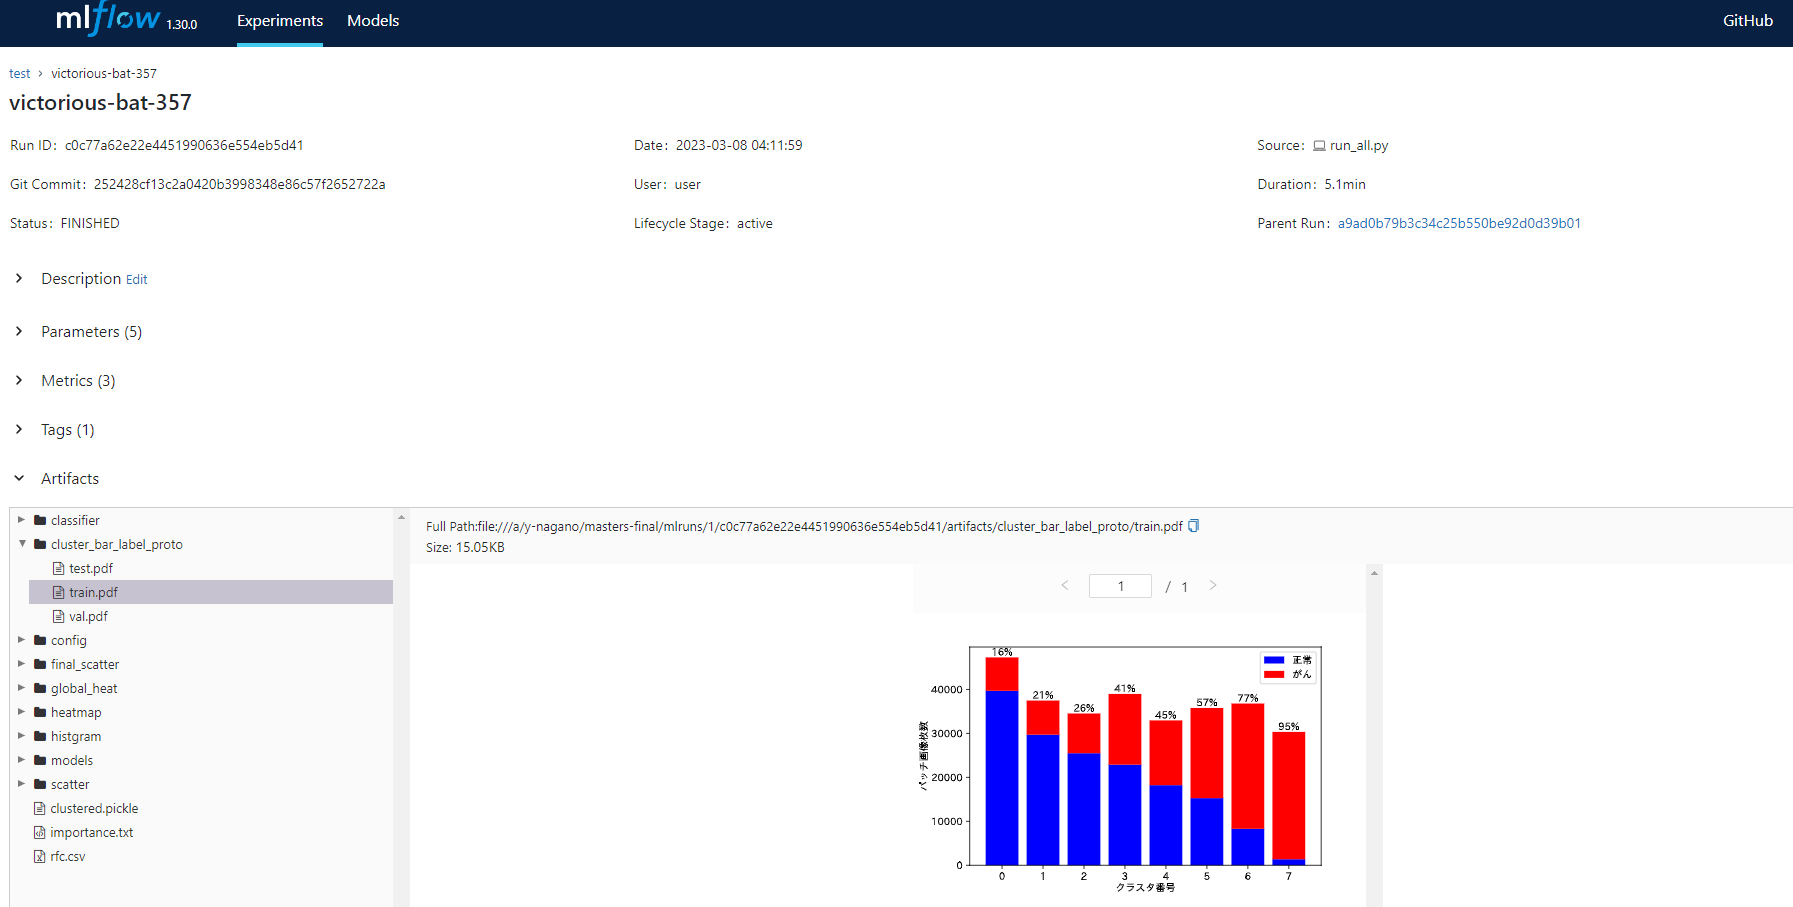 mlflow 1.30.0 Experiments Models GitHub
test › victorious-bat-357
victorious-bat-357
Run ID: c0c77a62e22e4451990636e554eb5d41 Date: 2023-03-08 04:11:59 Source: run_all.py
Git Commit: 252428cf13c2a0420b3998348e86c57f2652722a User: user Duration: 5.1min
Status: FINISHED Lifecycle Stage: active Parent Run: a9ad0b79b3c34c25b550be92d0d39b01
Description Edit
Parameters (5)
Metrics (3)
Tags (1)
Artifacts
classifier
cluster_bar_label_proto
test.pdf
train.pdf
val.pdf
config
final_scatter
global_heat
heatmap
histgram
models
scatter
clustered.pickle
importance.txt
rfc.csv
Full Path:file:///a/y-nagano/masters-final/mlruns/1/c0c77a62e22e4451990636e554eb5d41/artifacts/cluster_bar_label_proto/train.pdf
Size: 15.05KB
< 1 / 1 >
正常
がん
16% 21% 26% 41% 45% 57% 77% 95%
パッチ画像枚数
40000
30000
20000
10000
0
0 1 2 3 4 5 6 7
クラスタ番号